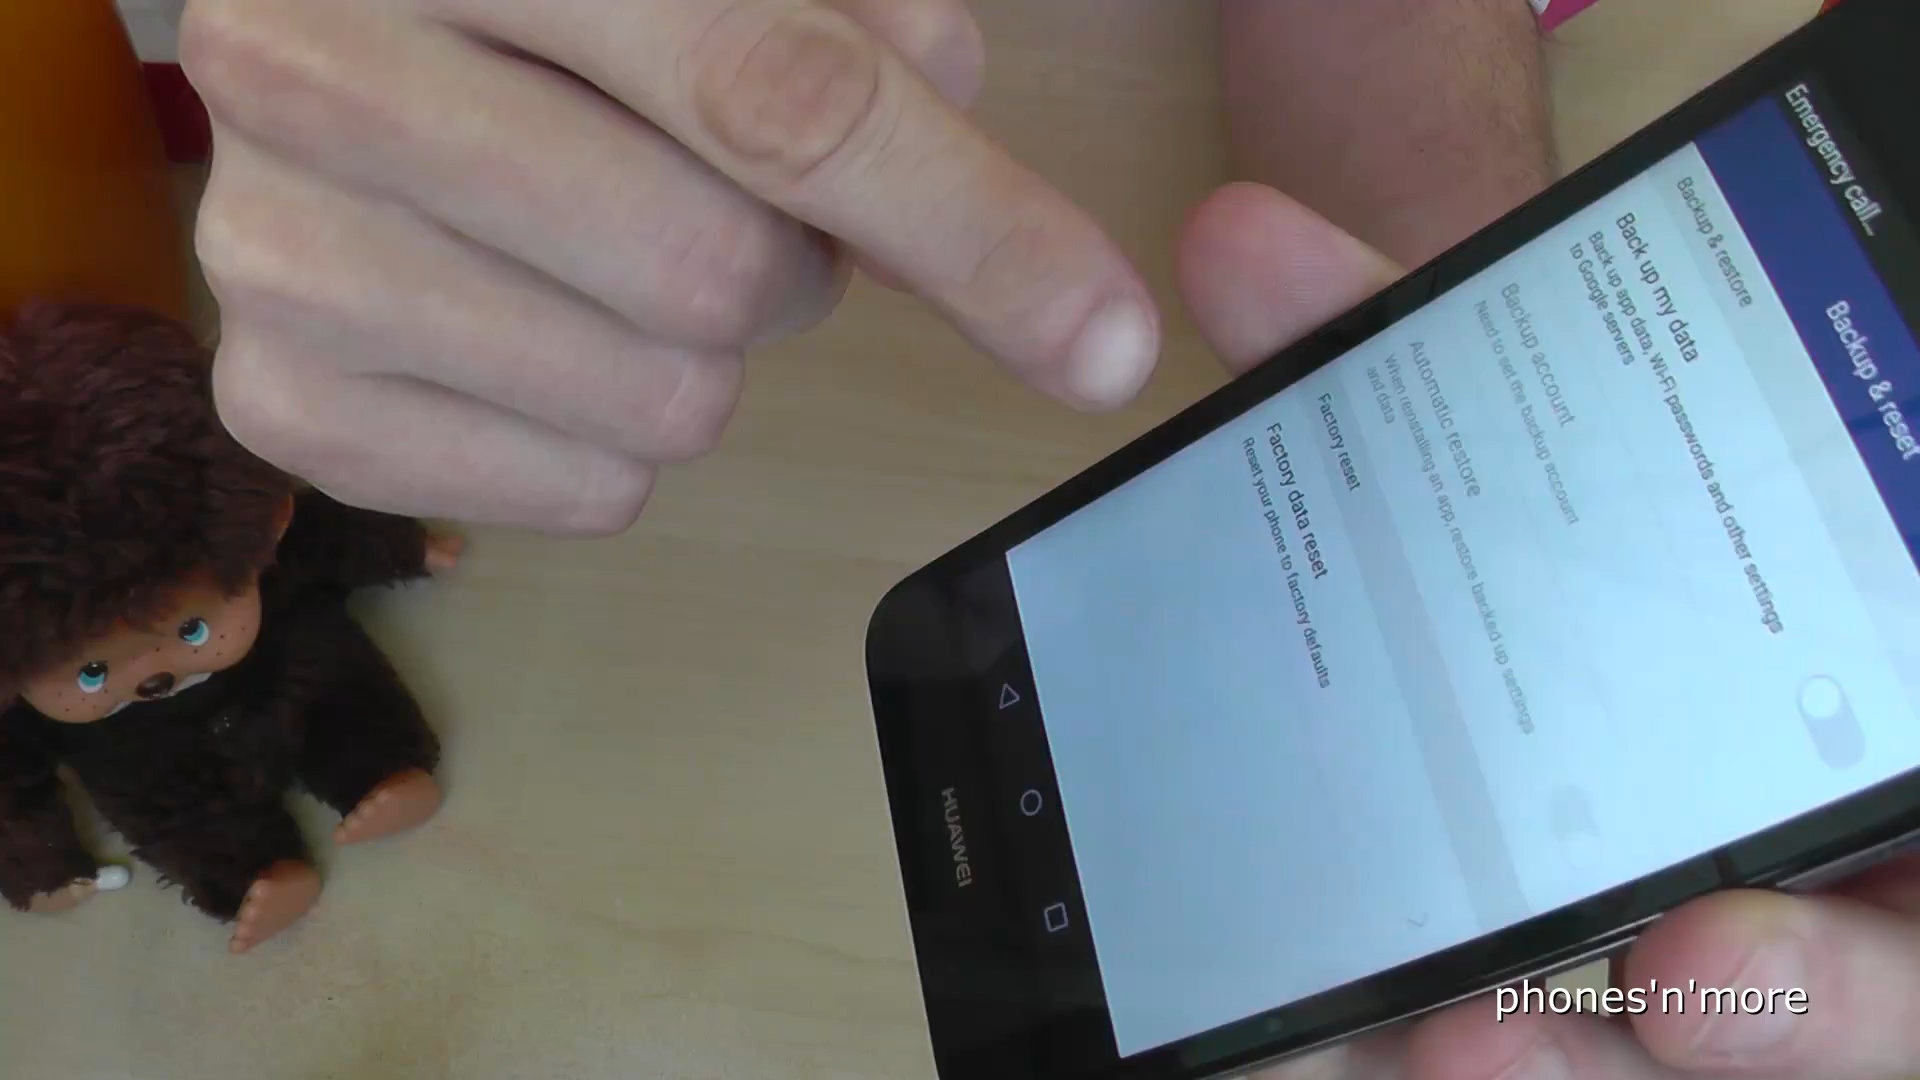 Emergency call...
Backup & reset
Backup & restore
Back up my data
Back up app data, Wi-Fi passwords and other settings
to Google servers
Backup account
Need to set the backup account
Automatic restore
When reinstalling an app, restore backed up settings
and data
Factory reset
Factory data reset
Reset your phone to factory defaults
HUAWEI
phones'n'more